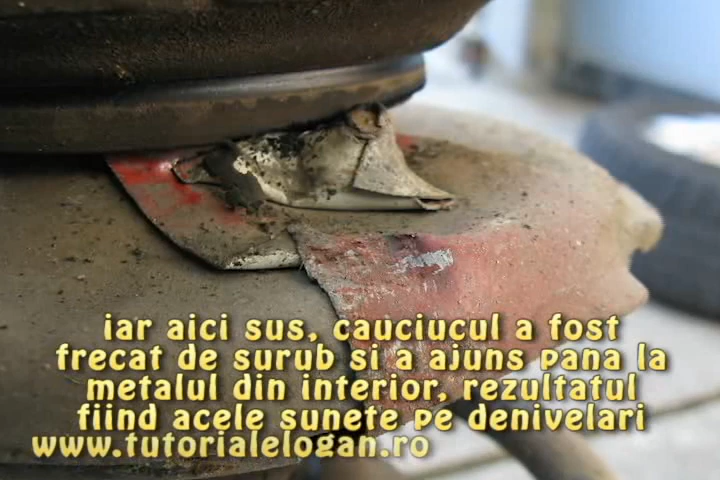 iar aici sus, cauciucul a fost
frecat de surub si a ajuns pana la
metalul din interior, rezultatul
fiind acele sunete pe denivelari
www.tutorialelogan.ro